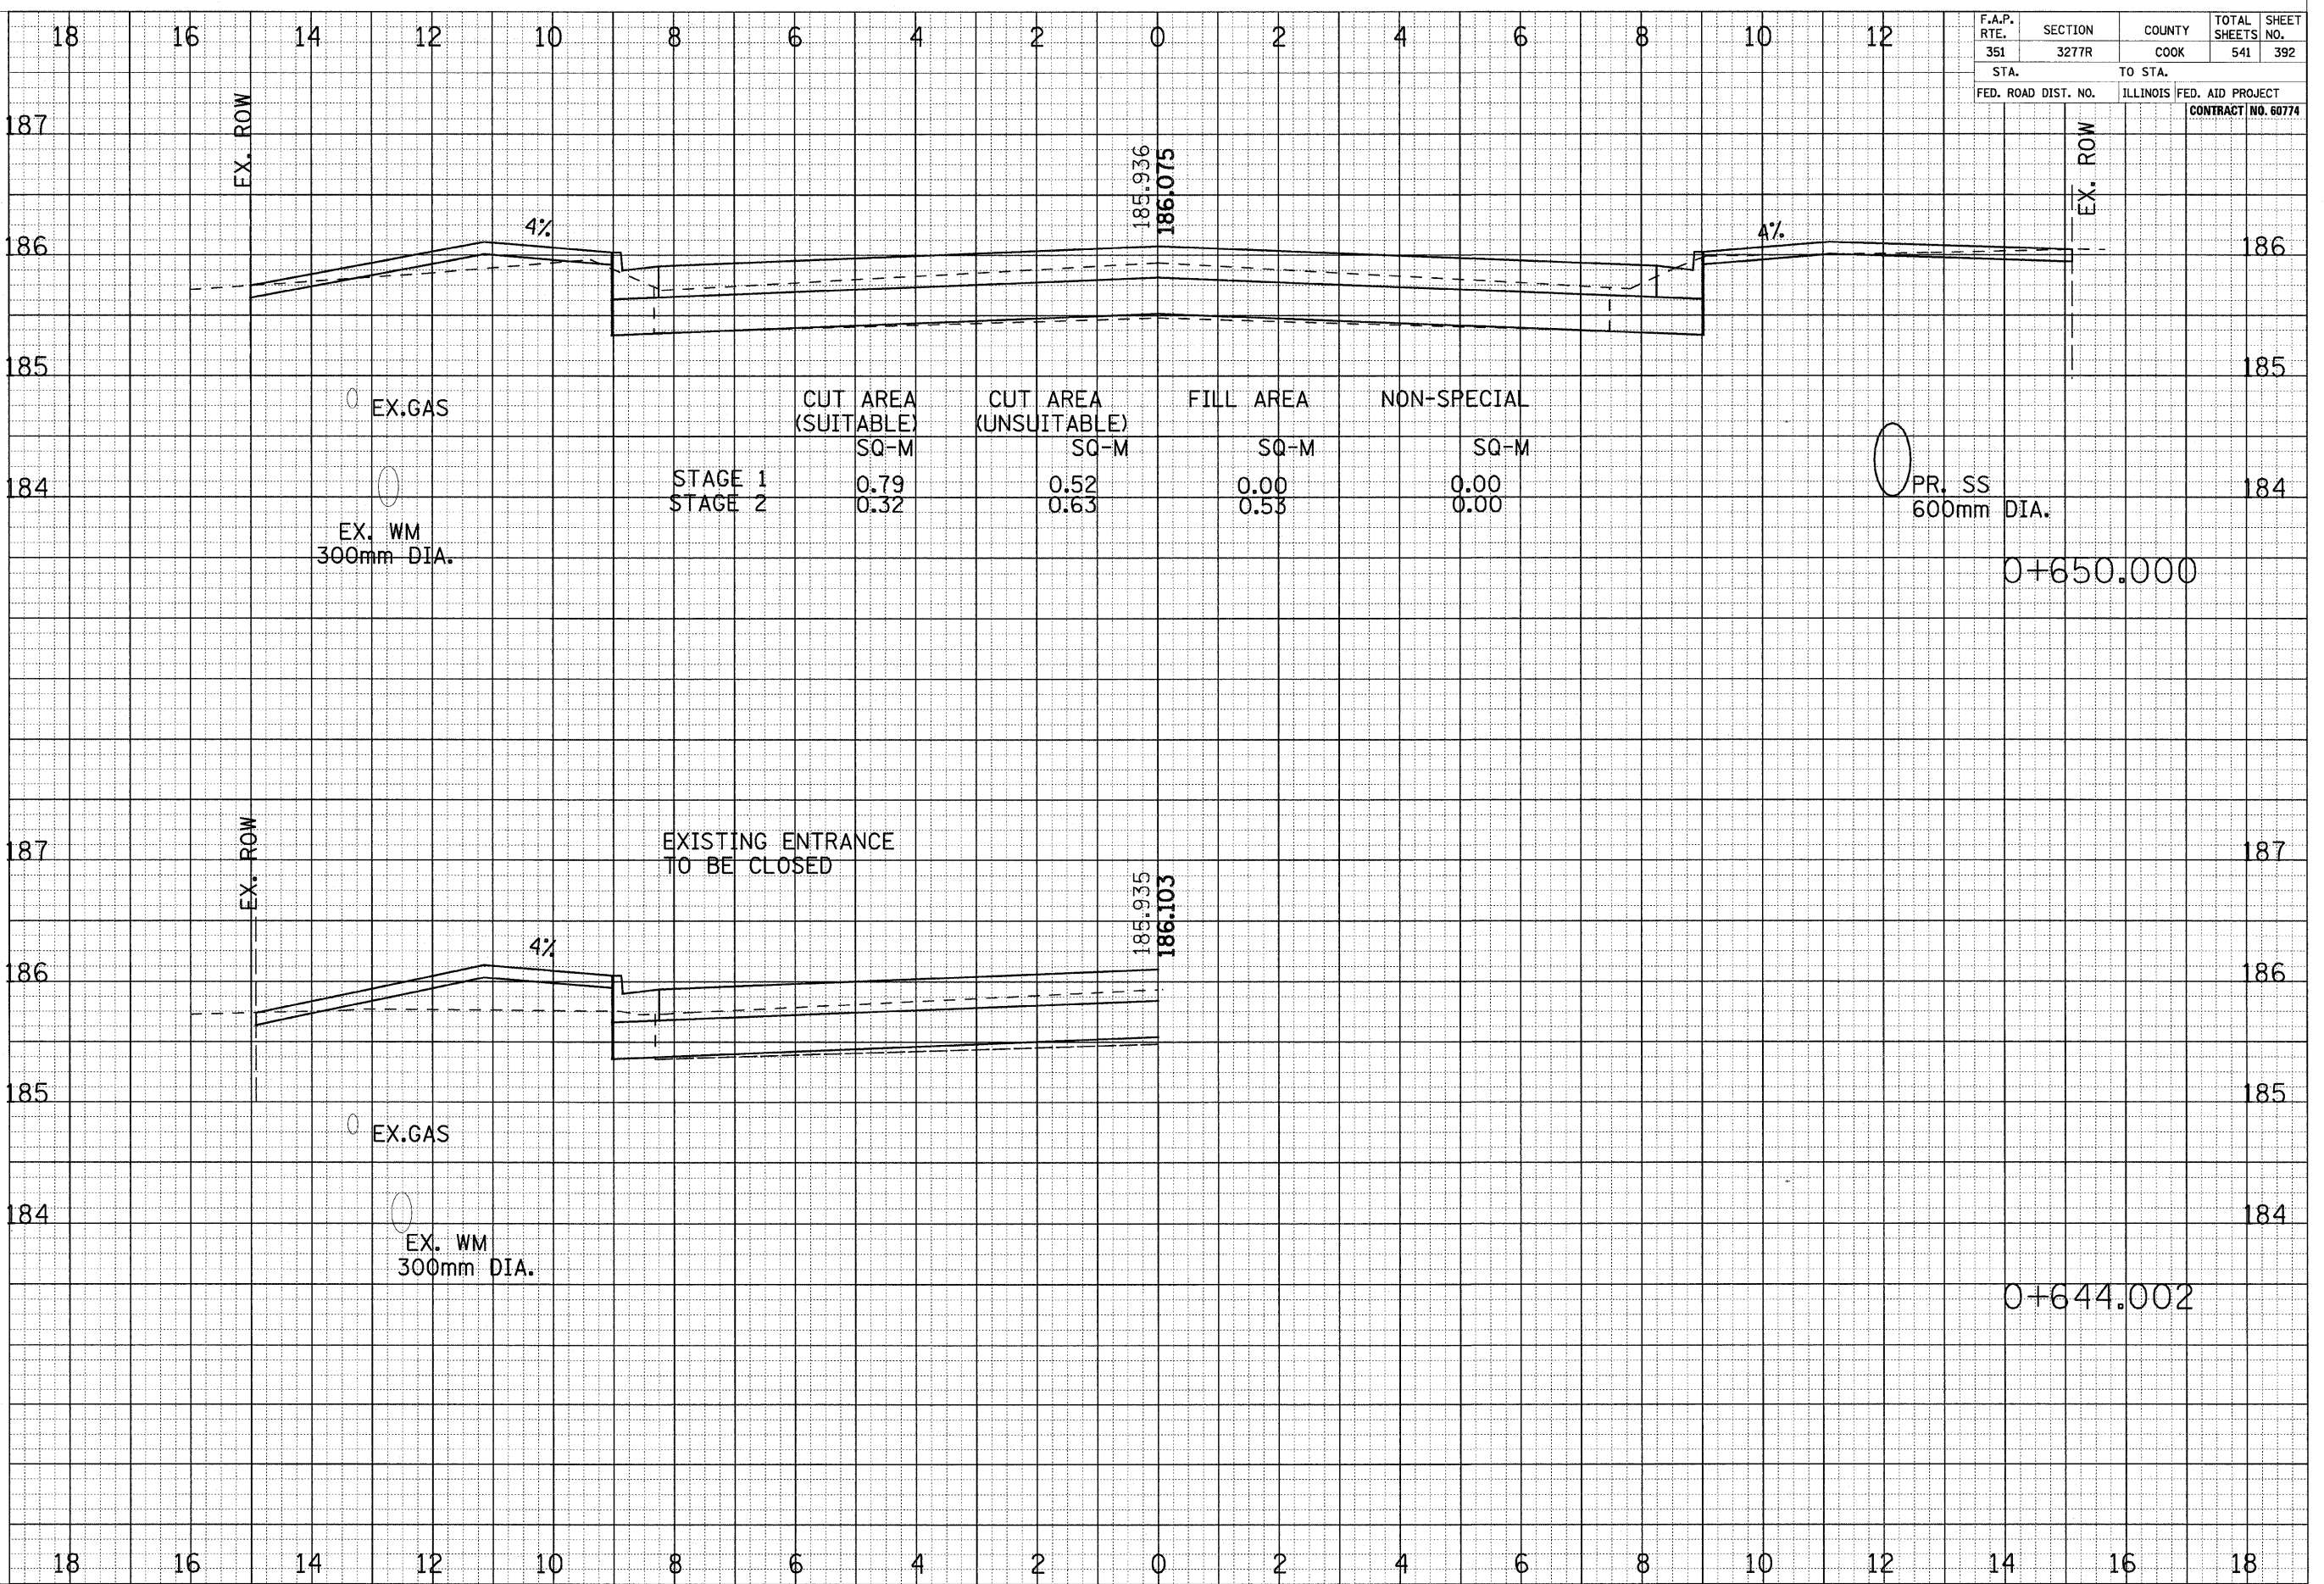 18 16 14 12 10 8 6 4 2 0 2 4 6 8 10 12
F.A.P. RTE. SECTION COUNTY TOTAL SHEETS SHEET NO.
351 3277R COOK 541 392
STA. TO STA.
FED. ROAD DIST. NO. ILLINOIS FED. AID PROJECT
CONTRACT NO. 60774
187
EX. ROW
185.936
186.075
EX. ROW
4%
4%
186 186
185 185
EX.GAS
CUT AREA CUT AREA FILL AREA NON-SPECIAL
(SUITABLE) (UNSUITABLE)
SQ-M SQ-M SQ-M SQ-M
STAGE 1 0.79 0.52 0.00 0.00
STAGE 2 0.32 0.63 0.53 0.00
184 184
PR. SS
600mm DIA.
EX. WM
300mm DIA.
0+650.000
EXISTING ENTRANCE
TO BE CLOSED
187 187
EX. ROW
185.935
186.103
4%
186 186
185 185
EX.GAS
184 184
EX. WM
300mm DIA.
0+644.002
18 16 14 12 10 8 6 4 2 0 2 4 6 8 10 12 14 16 18